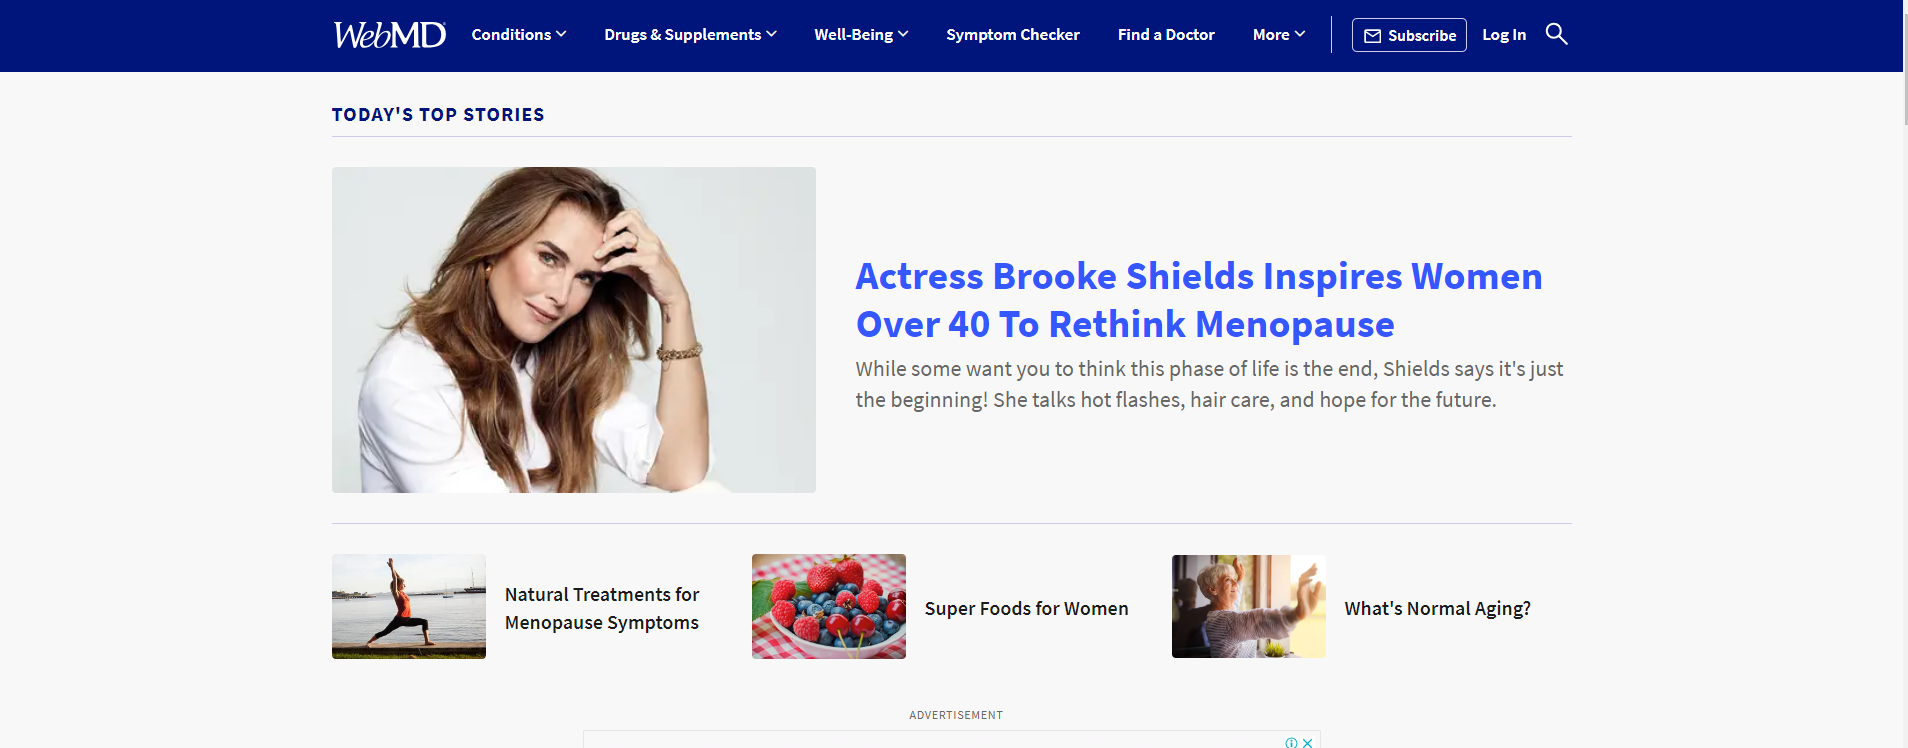 WebMD Conditions Drugs & Supplements Well-Being Symptom Checker Find a Doctor More Subscribe Log In
TODAY'S TOP STORIES
Actress Brooke Shields Inspires Women
Over 40 To Rethink Menopause
While some want you to think this phase of life is the end, Shields says it's just
the beginning! She talks hot flashes, hair care, and hope for the future.
Natural Treatments for
Menopause Symptoms
Super Foods for Women
What's Normal Aging?
ADVERTISEMENT